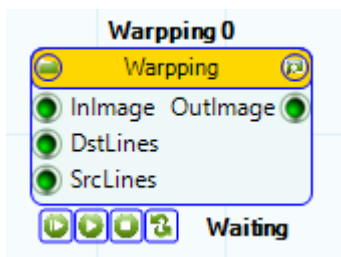 Warpping 0
Warpping
InImage OutImage
DstLines
SrcLines
Waiting